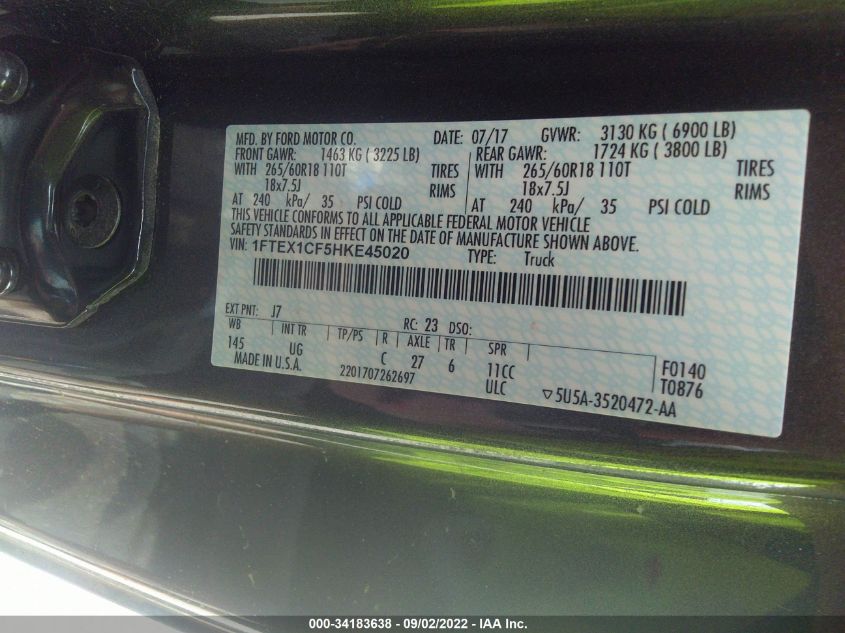 MFD. BY FORD MOTOR CO. DATE: 07/17 GVWR: 3130 KG ( 6900 LB)
FRONT GAWR: 1463 KG ( 3225 LB) REAR GAWR: 1724 KG ( 3800 LB)
WITH 265/60R18 110T TIRES WITH 265/60R18 110T TIRES
18x7.5J RIMS 18x7.5J RIMS
AT 240 kPa/ 35 PSI COLD AT 240 kPa/ 35 PSI COLD
THIS VEHICLE CONFORMS TO ALL APPLICABLE FEDERAL MOTOR VEHICLE
SAFETY STANDARDS IN EFFECT ON THE DATE OF MANUFACTURE SHOWN ABOVE.
VIN: 1FTEX1CF5HKE45020 TYPE: Truck
EXT PNT: J7 RC: 23 DSO:
WB INT TR TP/PS R AXLE TR SPR
145 UG C 27 6 11CC F0140
MADE IN U.S.A. 2201707262697 ULC T0876
▽5U5A-3520472-AA
000-34183638 - 09/02/2022 - IAA Inc.